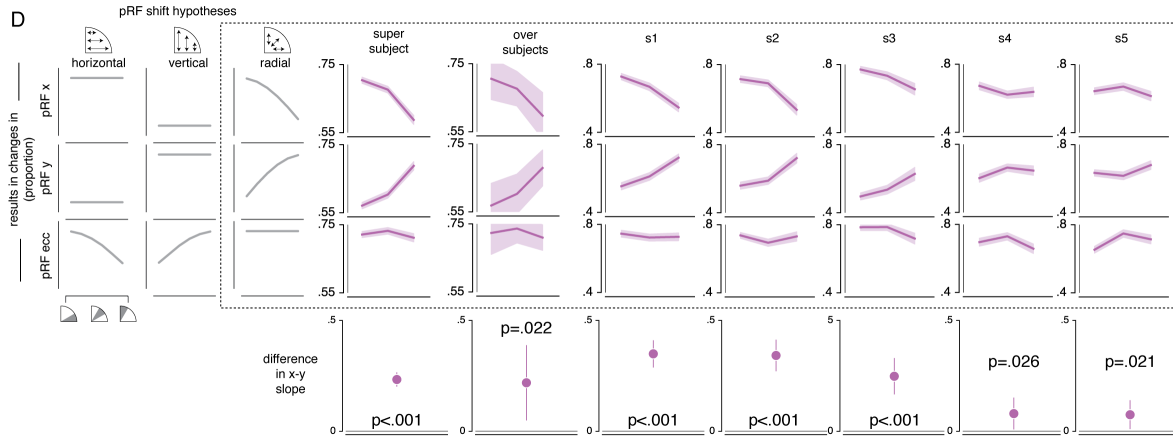 D
pRF shift hypotheses
horizontal
vertical
radial
super
subject
over
subjects
s1
s2
s3
s4
s5
results in changes in
(proportion)
pRF x
.75
.55
.75
.55
.8
.4
.8
.4
.8
.4
.8
.4
.8
.4
pRF y
.75
.55
.75
.55
.8
.4
.8
.4
.8
.4
.8
.4
.8
.4
pRF ecc
.75
.55
.75
.55
.8
.4
.8
.4
.8
.4
.8
.4
.8
.4
difference
in x-y
slope
.5
0
p<.001
.5
0
p=.022
.5
0
p<.001
.5
0
p<.001
5
0
p<.001
.5
0
p=.026
.5
0
p=.021